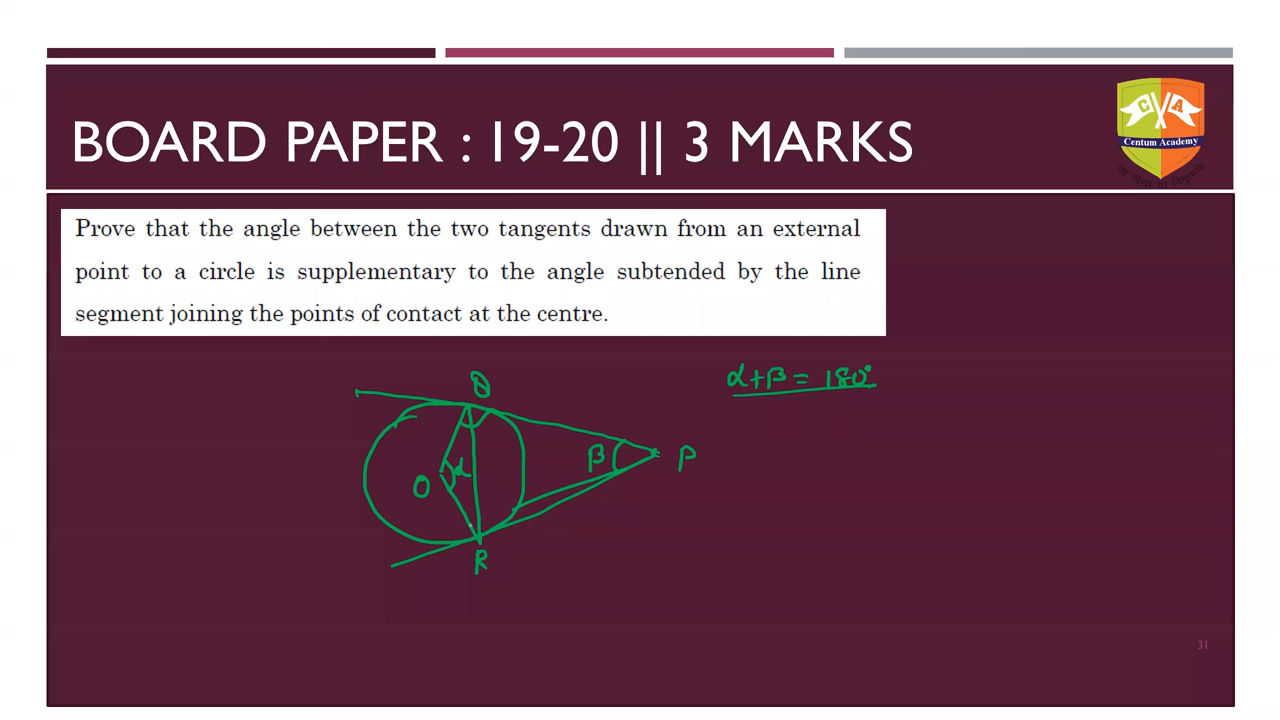 BOARD PAPER : 19-20 || 3 MARKS
C A
Centum Academy
Prove that the angle between the two tangents drawn from an external
point to a circle is supplementary to the angle subtended by the line
segment joining the points of contact at the centre.
α+β = 180°
Q
β
P
α
O
R
31